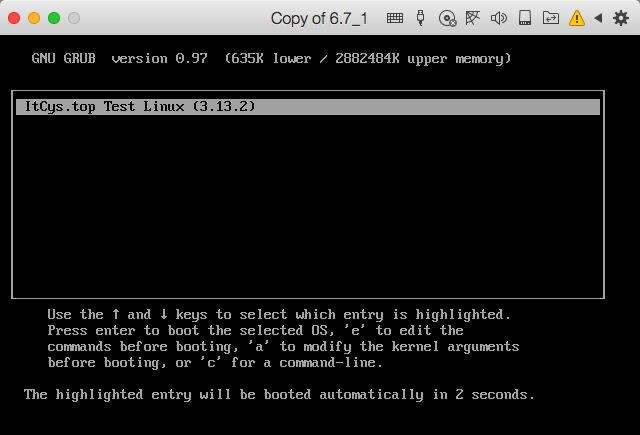 Copy of 6.7_1
GNU GRUB version 0.97 (635K lower / 2882484K upper memory)
ItCys.top Test Linux (3.13.2)
Use the ↑ and ↓ keys to select which entry is highlighted.
Press enter to boot the selected OS, 'e' to edit the
commands before booting, 'a' to modify the kernel arguments
before booting, or 'c' for a command-line.
The highlighted entry will be booted automatically in 2 seconds.